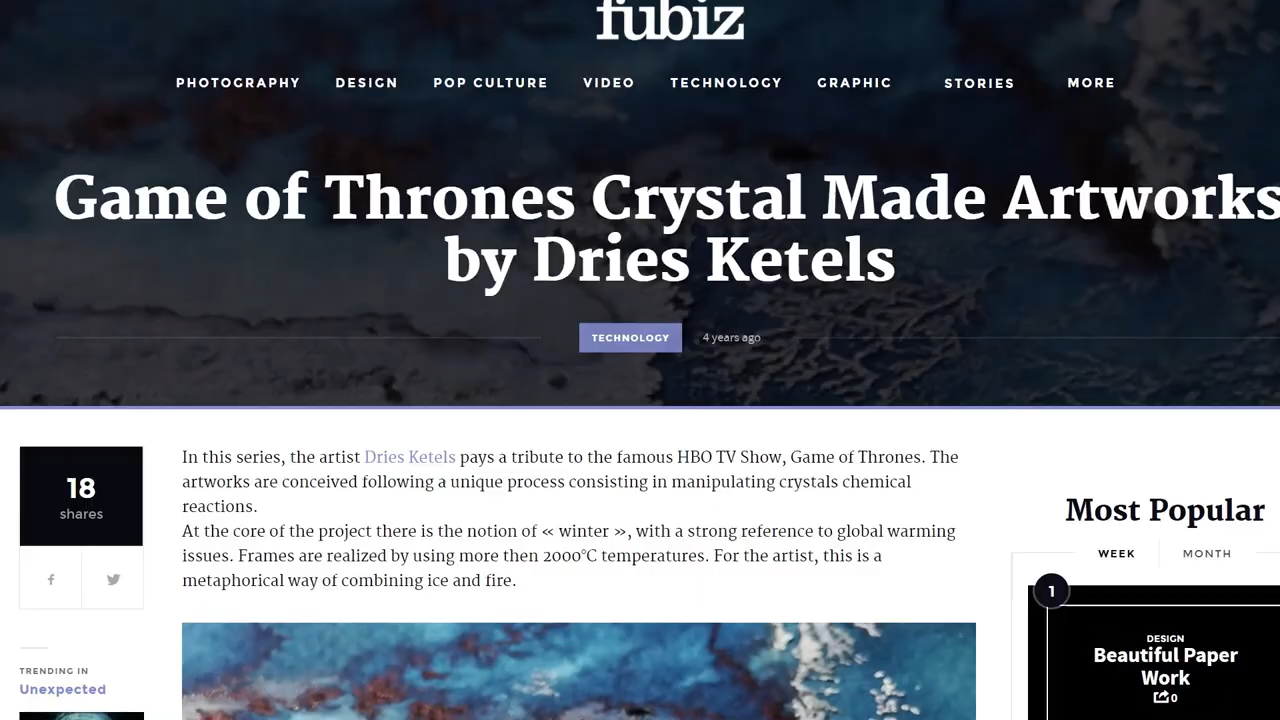 fubiz
PHOTOGRAPHY DESIGN POP CULTURE VIDEO TECHNOLOGY GRAPHIC STORIES MORE
Game of Thrones Crystal Made Artworks
by Dries Ketels
TECHNOLOGY 4 years ago
18
shares
TRENDING IN
Unexpected
In this series, the artist Dries Ketels pays a tribute to the famous HBO TV Show, Game of Thrones. The
artworks are conceived following a unique process consisting in manipulating crystals chemical
reactions.
At the core of the project there is the notion of « winter », with a strong reference to global warming
issues. Frames are realized by using more then 2000°C temperatures. For the artist, this is a
metaphorical way of combining ice and fire.
Most Popular
WEEK MONTH
1
DESIGN
Beautiful Paper
Work
0